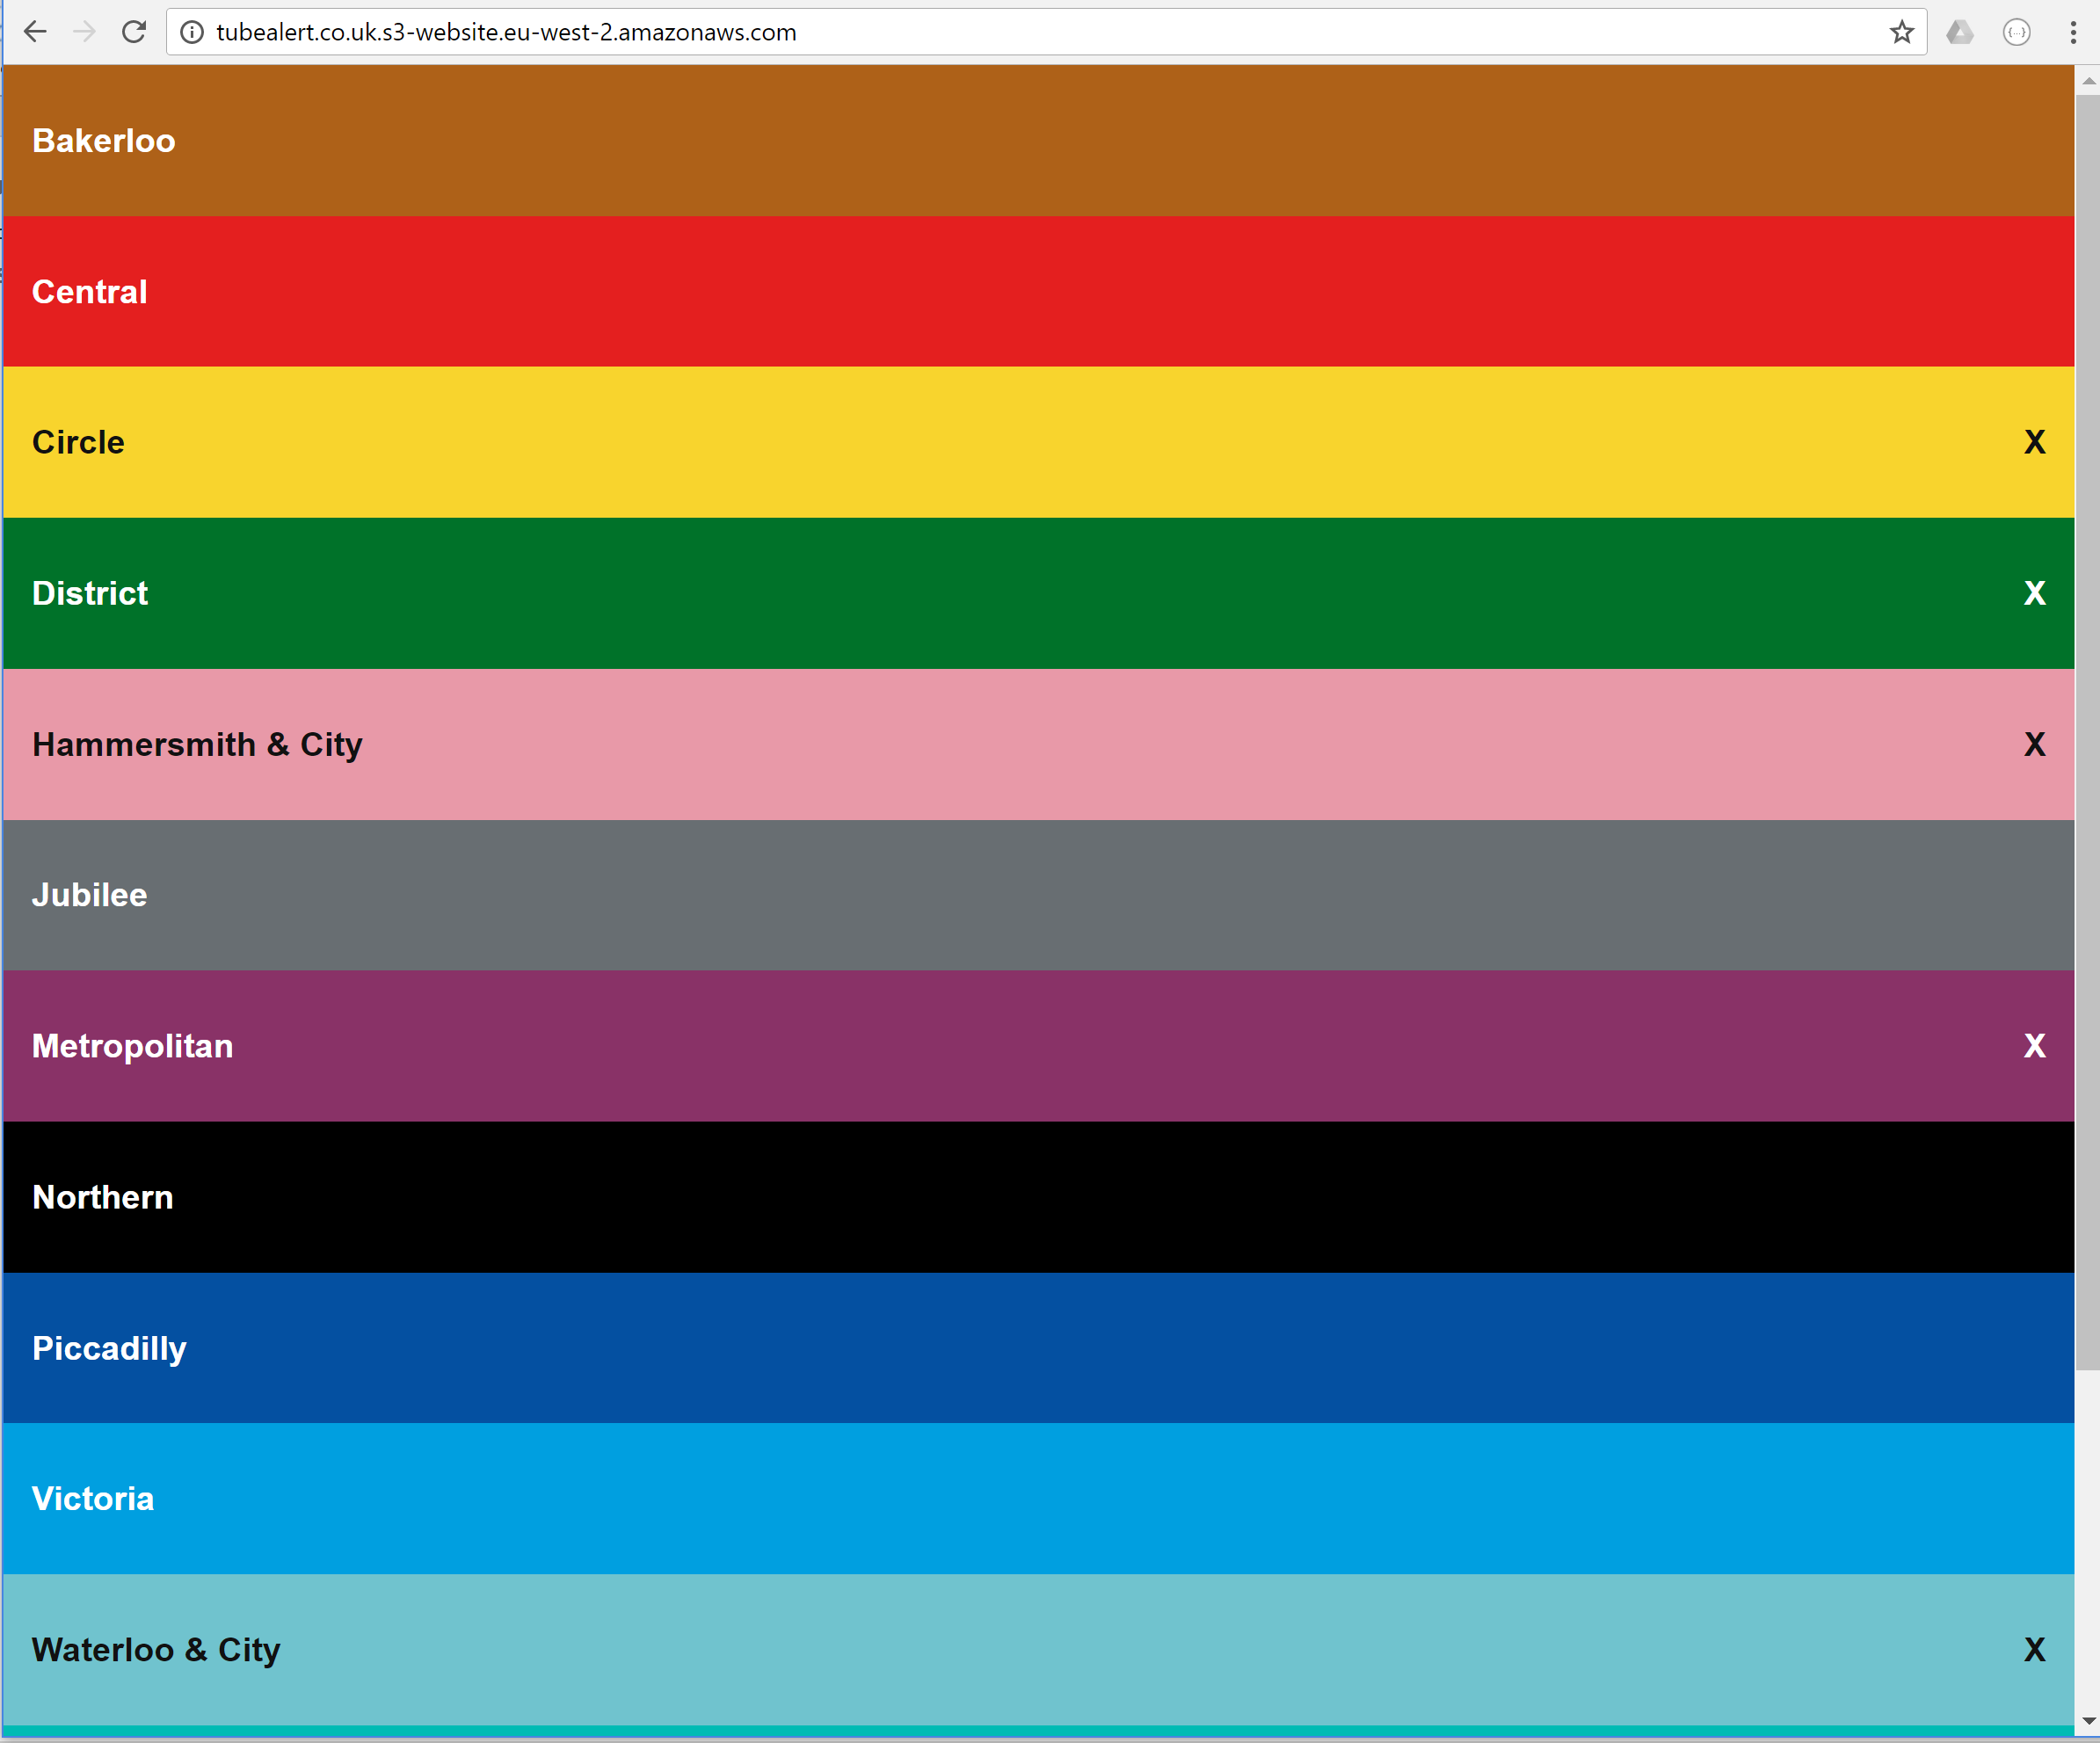 tubealert.co.uk.s3-website.eu-west-2.amazonaws.com
Bakerloo
Central
Circle X
District X
Hammersmith & City X
Jubilee
Metropolitan X
Northern
Piccadilly
Victoria
Waterloo & City X